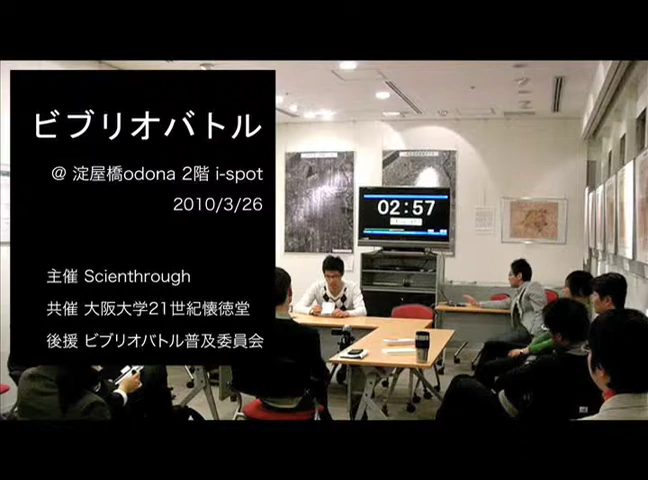 ビブリオバトル
@ 淀屋橋odona 2階 i-spot
2010/3/26
主催 Scienthrough
共催 大阪大学21世紀懐徳堂
後援 ビブリオバトル普及委員会
02:57